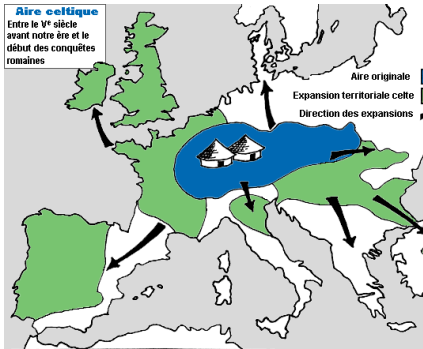 Aire celtique
Entre le Vᵉ siècle
avant notre ère et le
début des conquêtes
romaines
Aire originale
Expansion territoriale celte
Direction des expansions